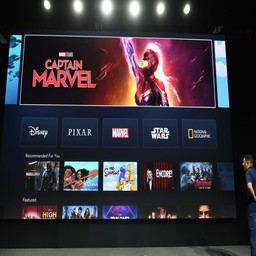 MARVEL STUDIOS
CAPTAIN
MARVEL
Disney
PIXAR
MARVEL
STAR
WARS
NATIONAL
GEOGRAPHIC
Recommended For You
ENCORE!
Featured
HIGH